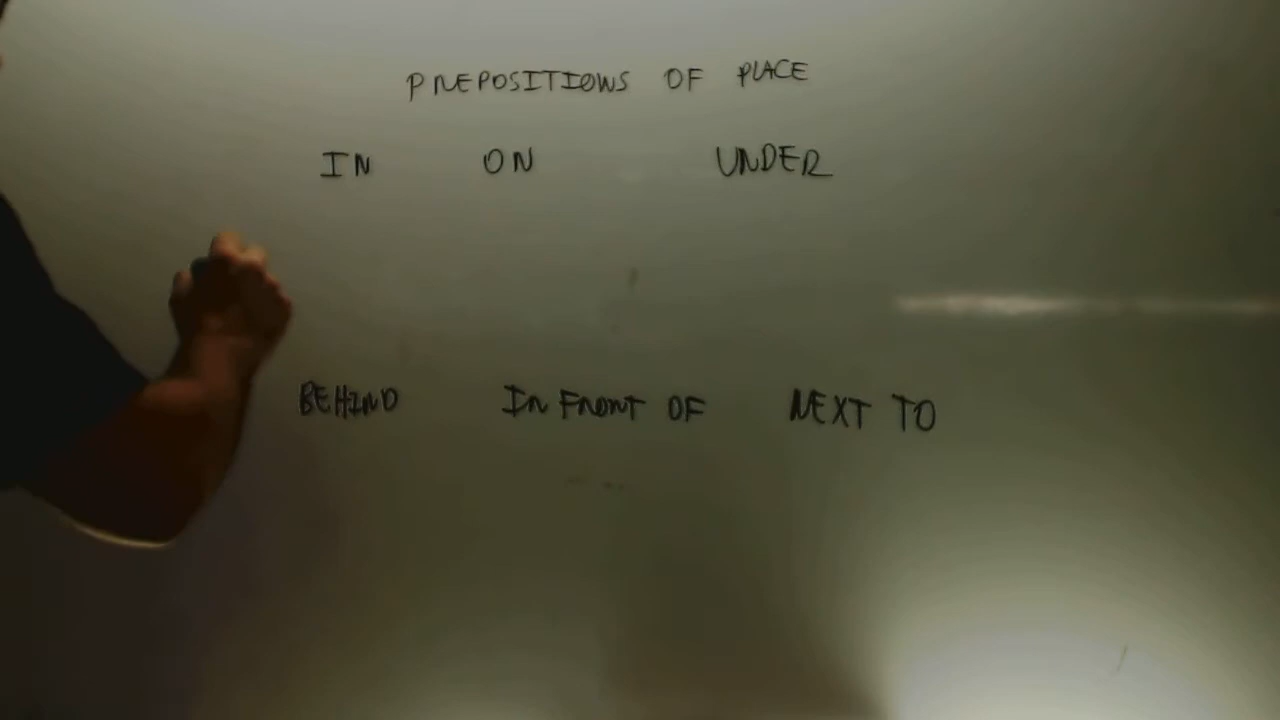 PREPOSITIONS OF PLACE
IN ON UNDER
BEHIND IN FRONT OF NEXT TO